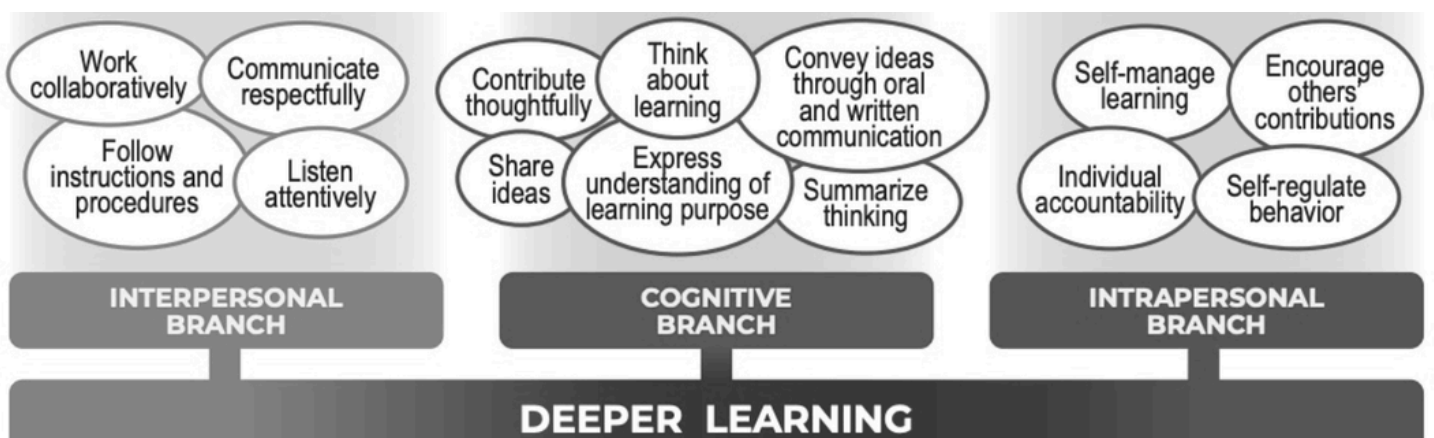 Work
collaboratively
Communicate
respectfully
Follow
instructions and
procedures
Listen
attentively
Contribute
thoughtfully
Think
about
learning
Convey ideas
through oral
and written
communication
Share
ideas
Express
understanding of
learning purpose
Summarize
thinking
Self-manage
learning
Encourage
others'
contributions
Individual
accountability
Self-regulate
behavior
INTERPERSONAL
BRANCH
COGNITIVE
BRANCH
INTRAPERSONAL
BRANCH
DEEPER LEARNING